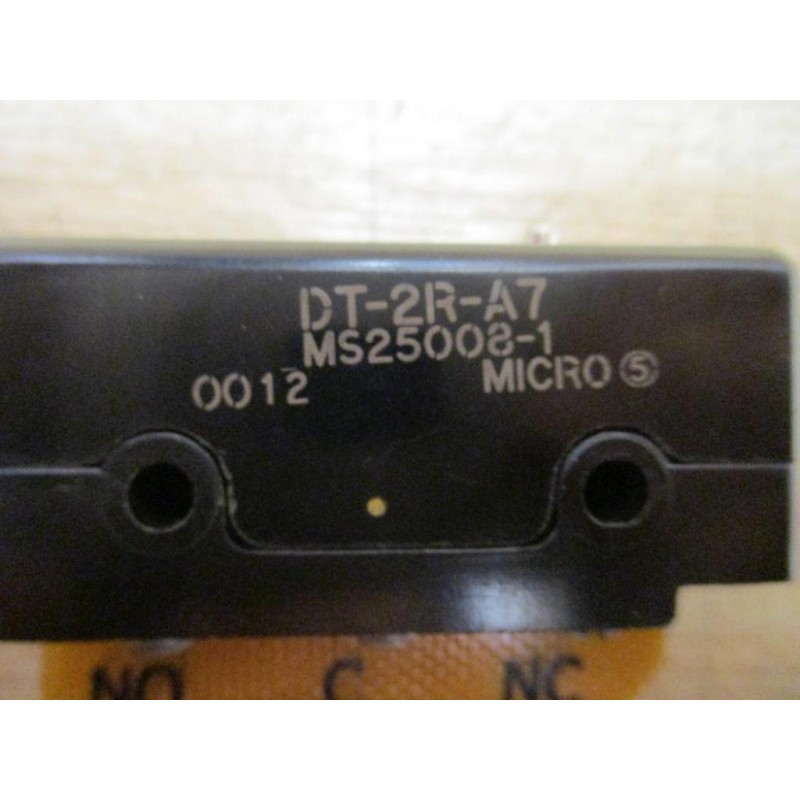 DT-2R-A7
MS25008-1
0012 MICRO Ⓢ
NO C NC